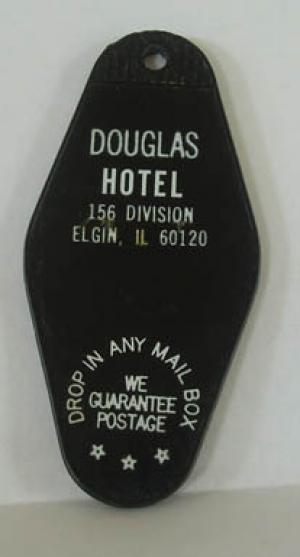 DOUGLAS
HOTEL
156 DIVISION
ELGIN, IL 60120
DROP IN ANY MAIL BOX
WE
GUARANTEE
POSTAGE